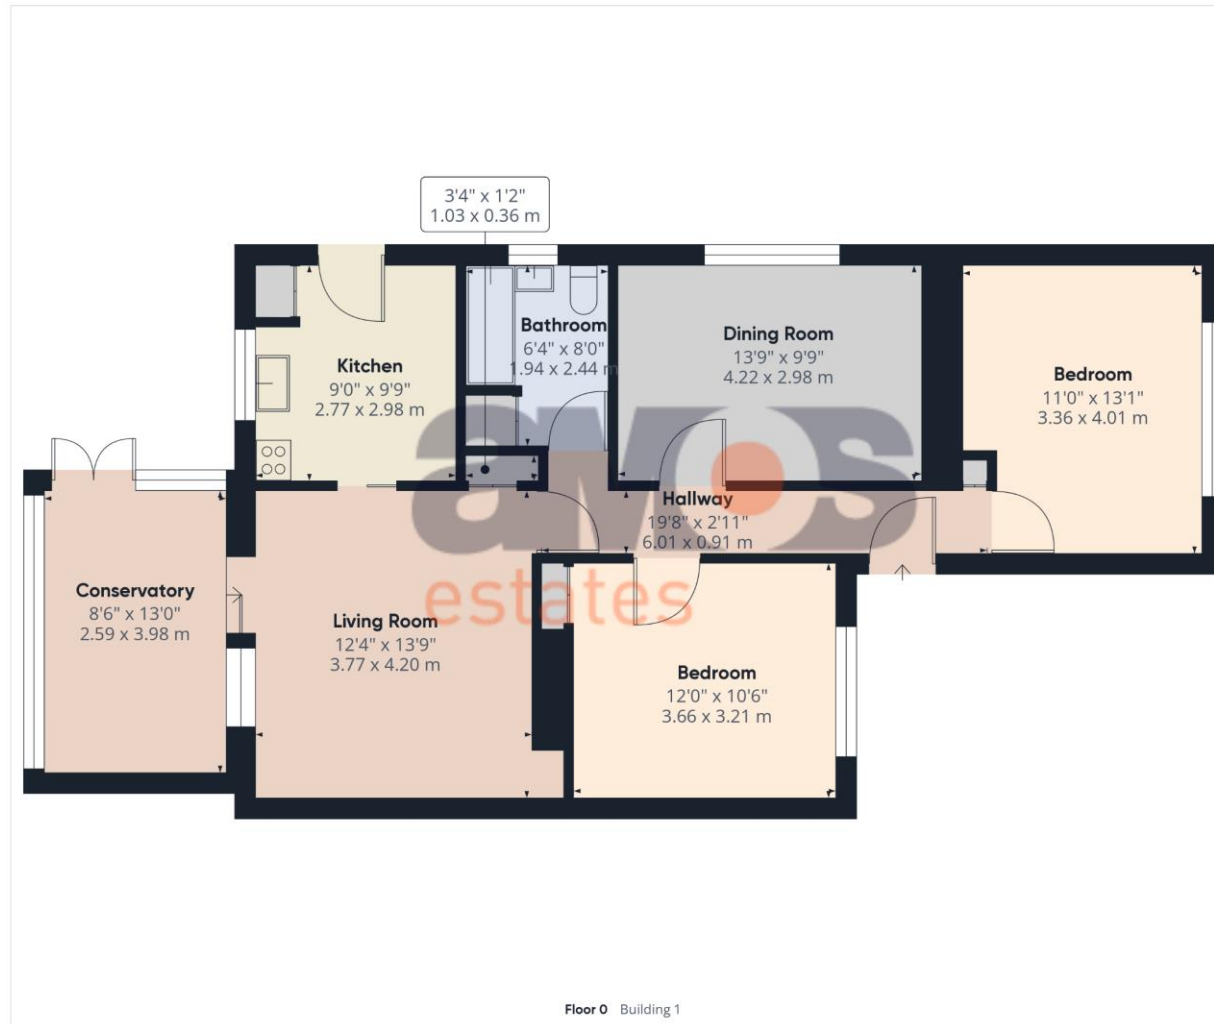 3'4" x 1'2"
1.03 x 0.36 m
Bathroom
6'4" x 8'0"
1.94 x 2.44 m
Dining Room
13'9" x 9'9"
4.22 x 2.98 m
Kitchen
9'0" x 9'9"
2.77 x 2.98 m
Bedroom
11'0" x 13'1"
3.36 x 4.01 m
Hallway
19'8" x 2'11"
6.01 x 0.91 m
amos
estates
Conservatory
8'6" x 13'0"
2.59 x 3.98 m
Living Room
12'4" x 13'9"
3.77 x 4.20 m
Bedroom
12'0" x 10'6"
3.66 x 3.21 m
Floor 0 Building 1